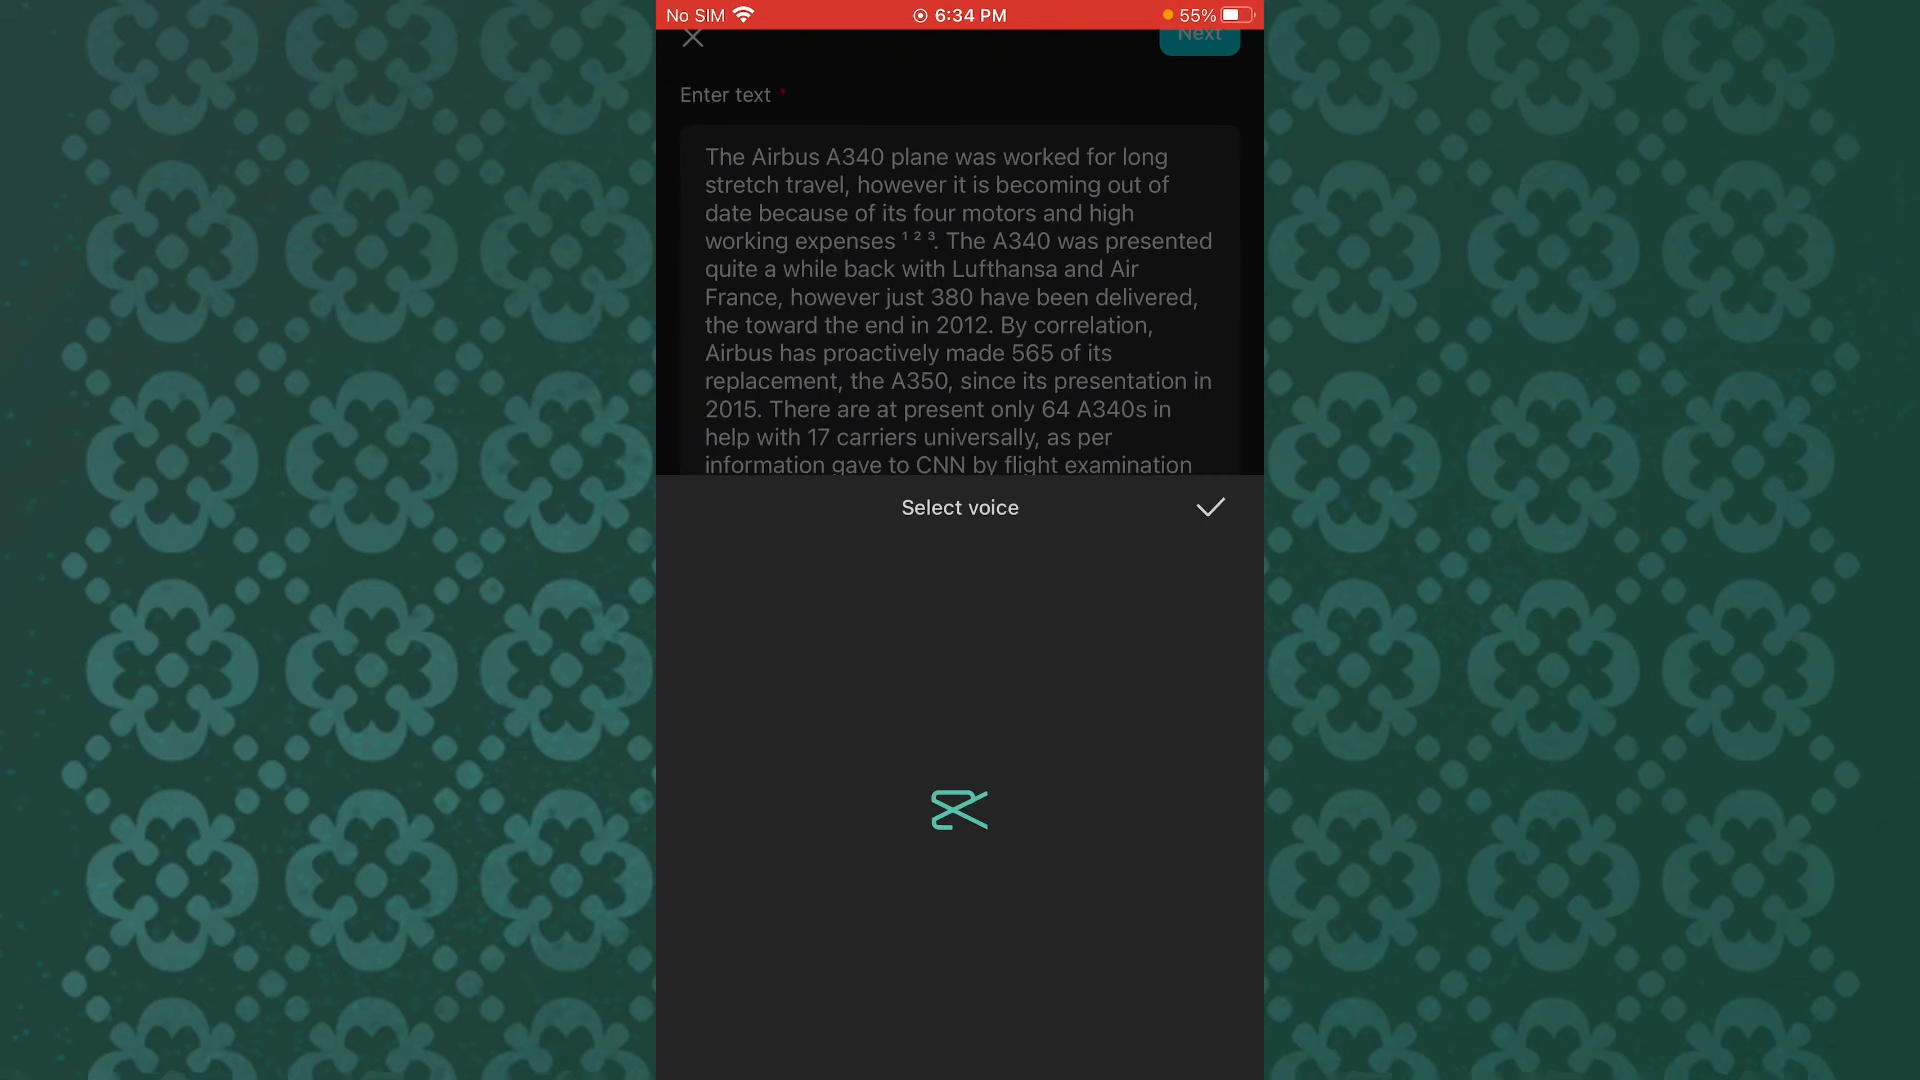 No SIM 6:34 PM 55%
Next
Enter text *
The Airbus A340 plane was worked for long
stretch travel, however it is becoming out of
date because of its four motors and high
working expenses ¹ ² ³. The A340 was presented
quite a while back with Lufthansa and Air
France, however just 380 have been delivered,
the toward the end in 2012. By correlation,
Airbus has proactively made 565 of its
replacement, the A350, since its presentation in
2015. There are at present only 64 A340s in
help with 17 carriers universally, as per
information gave to CNN by flight examination
Select voice